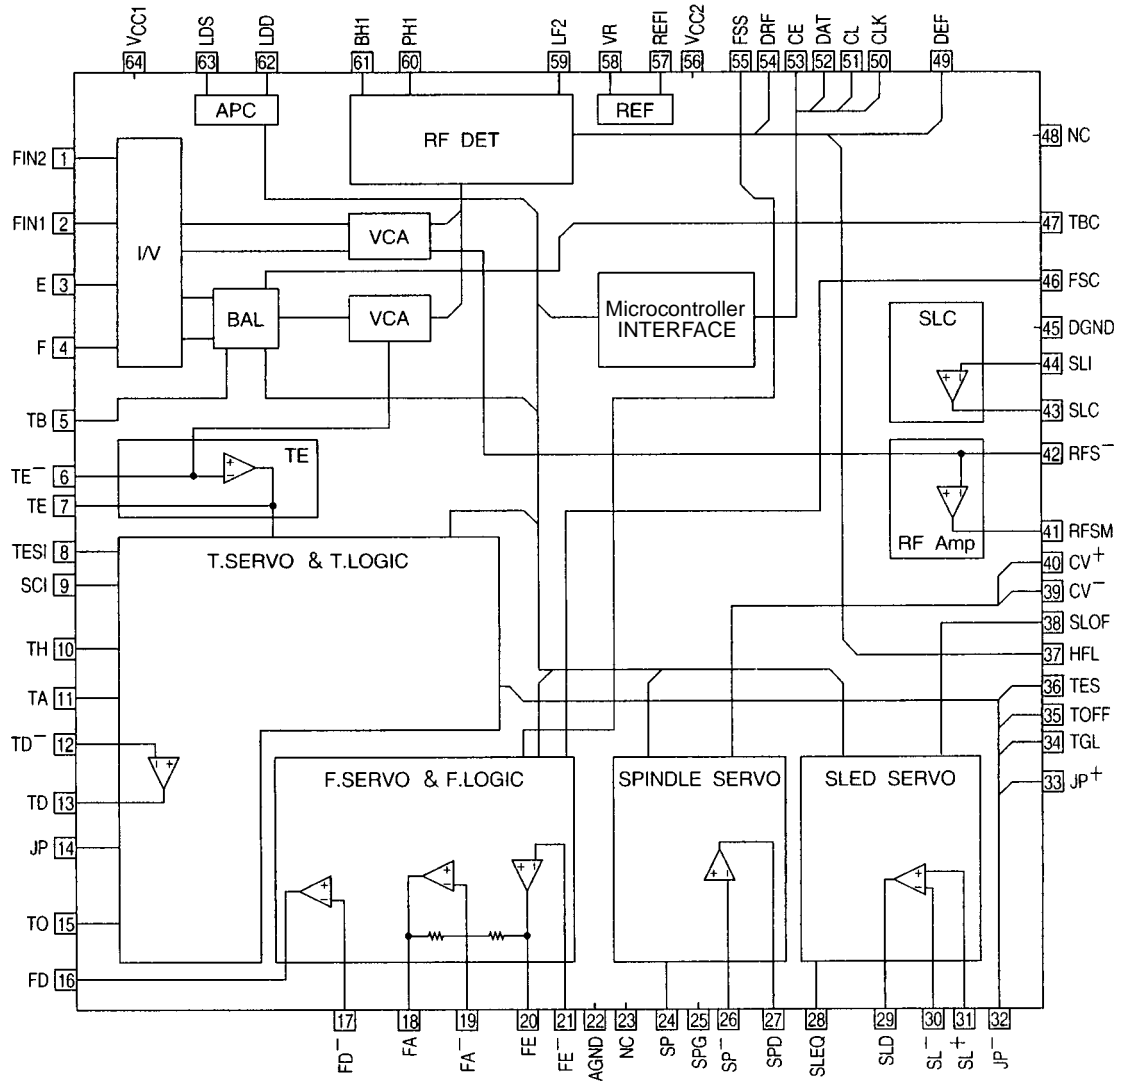 VCC1 LDS LDD BH1 PH1 LF2 VR REFI VCC2 FSS DRF CE DAT CL CLK DEF
64 63 62 61 60 59 58 57 56 55 54 53 52 51 50 49
APC
RF DET
REF
48 NC
FIN2 1
FIN1 2
I/V
VCA
47 TBC
E 3
46 FSC
BAL
VCA
Microcontroller
INTERFACE
SLC
45 DGND
F 4
44 SLI
+ −
43 SLC
TB 5
TE
42 RFS−
TE− 6
+
−
+ −
TE 7
41 RFSM
RF Amp
TESI 8
T.SERVO & T.LOGIC
40 CV+
SCI 9
39 CV−
38 SLOF
TH 10
37 HFL
TA 11
36 TES
35 TOFF
TD− 12
34 TGL
− +
F.SERVO & F.LOGIC
SPINDLE SERVO
SLED SERVO
33 JP+
TD 13
JP 14
+ −
+ −
+ −
− +
+ −
TO 15
FD 16
17 18 19 20 21 22 23 24 25 26 27 28 29 30 31 32
FD− FA FA− FE FE− AGND NC SP SPG SP− SPD SLEQ SLD SL− SL+ JP−